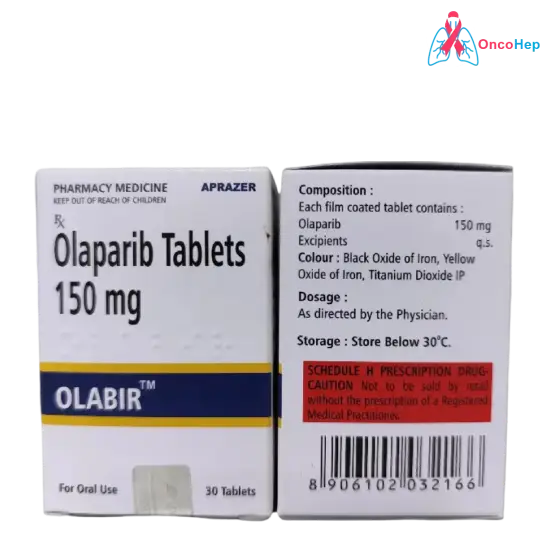 OncoHep
PHARMACY MEDICINE APRAZER
KEEP OUT OF REACH OF CHILDREN
Rx
Olaparib Tablets
150 mg
OLABIR™
For Oral Use 30 Tablets
Composition :
Each film coated tablet contains :
Olaparib 150 mg
Excipients q.s.
Colour : Black Oxide of Iron, Yellow
Oxide of Iron, Titanium Dioxide IP
Dosage :
As directed by the Physician.
Storage : Store Below 30°C.
SCHEDULE H PRESCRIPTION DRUG-
CAUTION Not to be sold by retail
without the prescription of a Registered
Medical Practitioner.
8 906102 032166